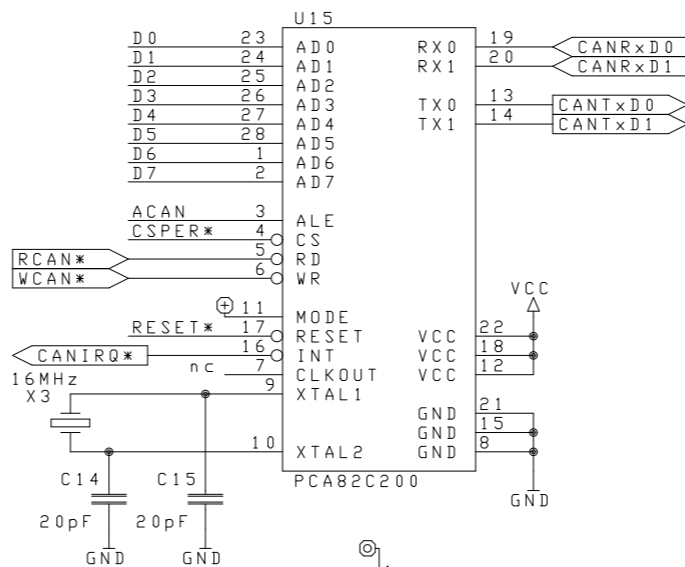 U15
D0 23 AD0 RX0 19 CANRxD0
D1 24 AD1 RX1 20 CANRxD1
D2 25 AD2
D3 26 AD3 TX0 13 CANTxD0
D4 27 AD4 TX1 14 CANTxD1
D5 28 AD5
D6 1 AD6
D7 2 AD7
ACAN 3 ALE
CSPER* 4 CS
RCAN* 5 RD
WCAN* 6 WR
VCC
11 MODE
RESET* 17 RESET VCC 22
CANIRQ* 16 INT VCC 18
nc 7 CLKOUT VCC 12
16MHz 9 XTAL1
X3
GND 21
GND 15
10 XTAL2 GND 8
C14 C15 PCA82C200
GND
20pF 20pF
GND GND